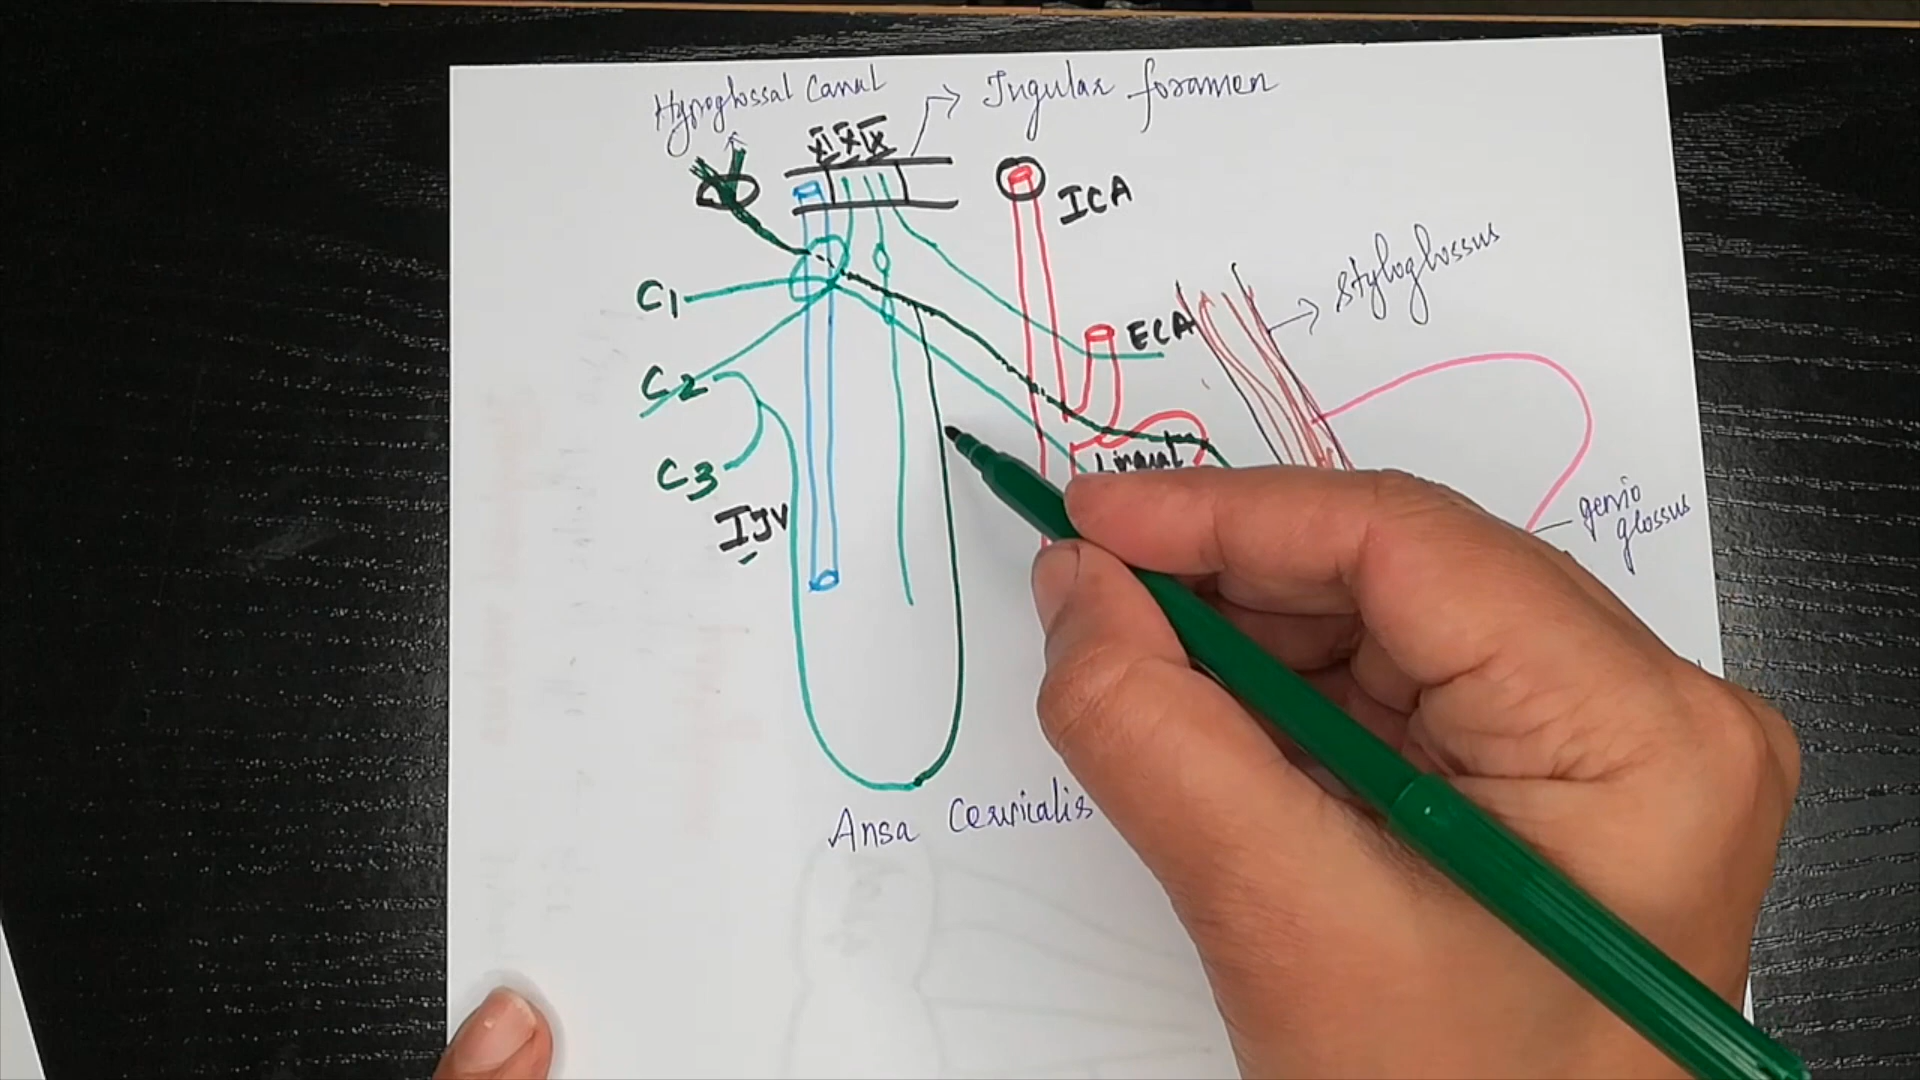 Hypoglossal Canal
Jugular foramen
XI X IX
ICA
C1
Styloglossus
ECA
C2
Lingual
C3
IJV
genio
glossus
Ansa Cervicalis